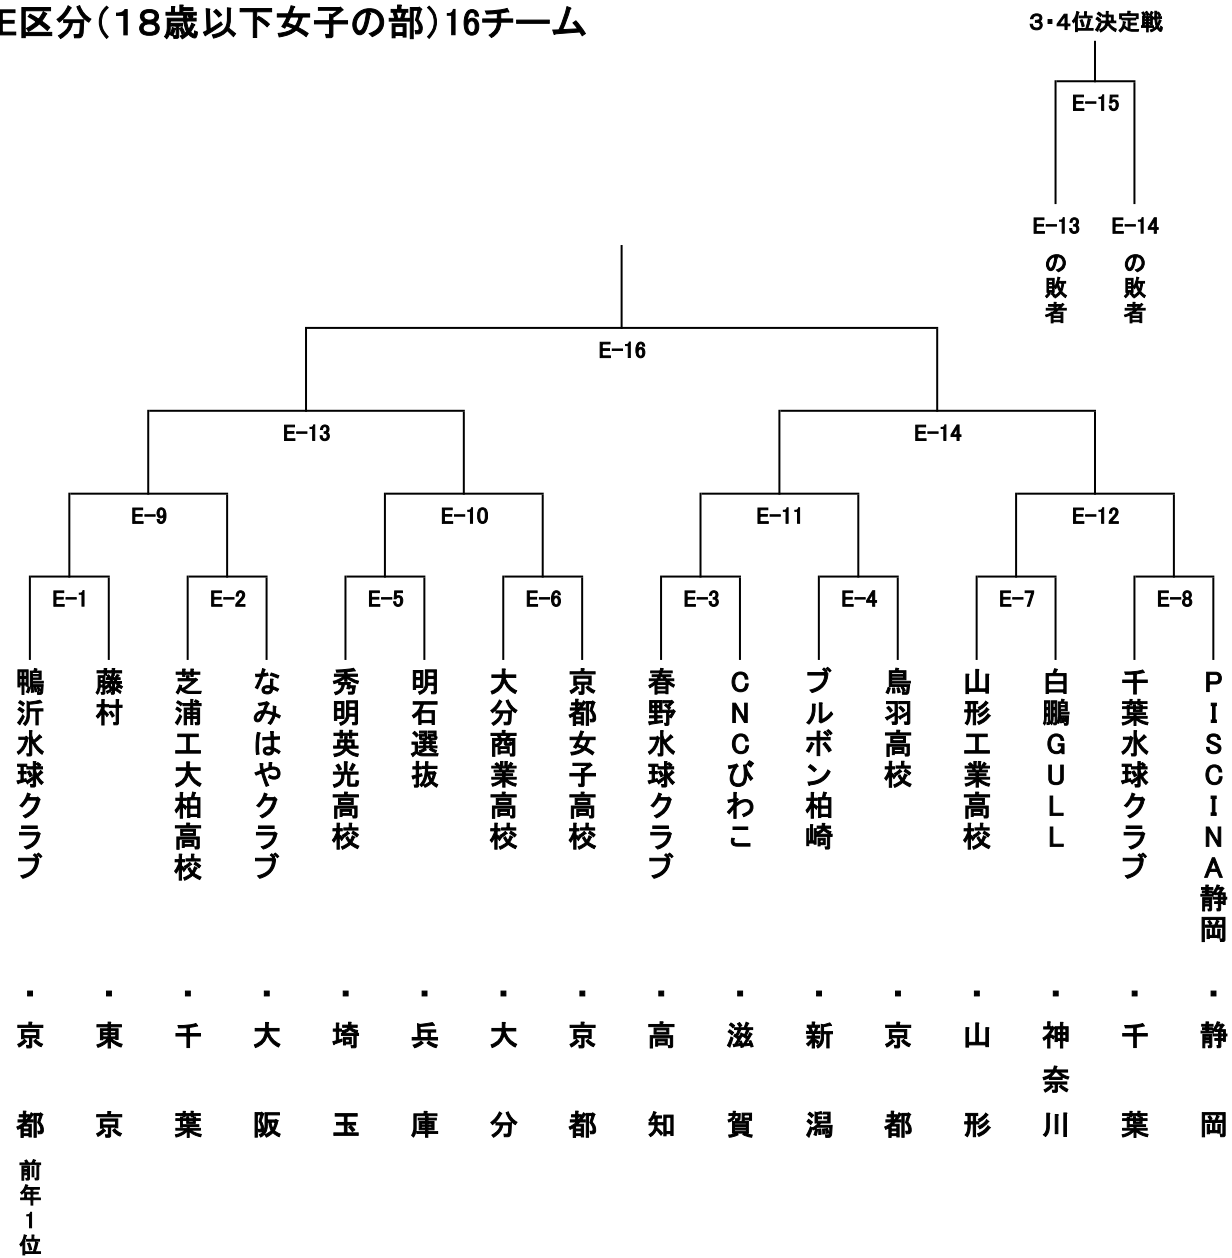 E区分(18歳以下女子の部)16チーム
3・4位決定戦
E-15
E-13の敗者
E-14の敗者
E-16
E-13
E-14
E-9
E-10
E-11
E-12
E-1
E-2
E-5
E-6
E-3
E-4
E-7
E-8
鴨沂水球クラブ・京都 前年1位
藤村・東京
芝浦工大柏高校・千葉
なみはやクラブ・大阪
秀明英光高校・埼玉
明石選抜・兵庫
大分商業高校・大分
京都女子高校・京都
春野水球クラブ・高知
CNCびわこ・滋賀
ブルボン柏崎・新潟
鳥羽高校・京都
山形工業高校・山形
白鵬GULL・神奈川
千葉水球クラブ・千葉
PISCINA静岡・静岡